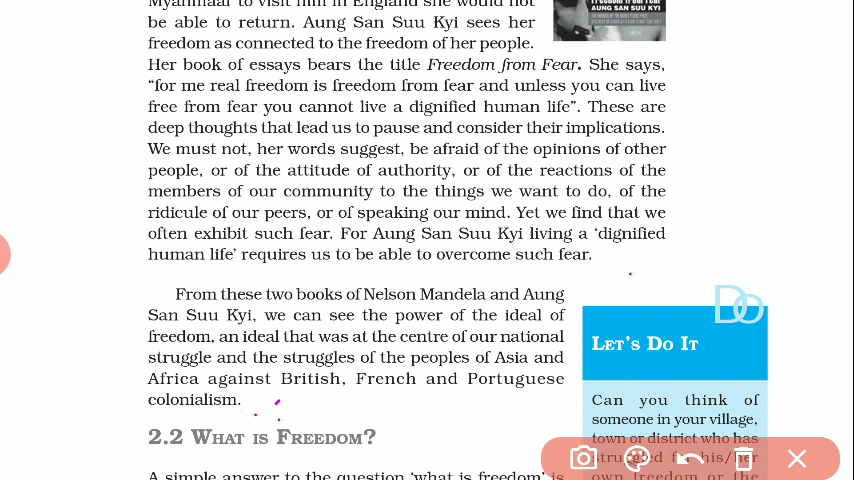 Myanmaar to visit him in England she would not
be able to return. Aung San Suu Kyi sees her
freedom as connected to the freedom of her people.
Her book of essays bears the title Freedom from Fear. She says,
“for me real freedom is freedom from fear and unless you can live
free from fear you cannot live a dignified human life”. These are
deep thoughts that lead us to pause and consider their implications.
We must not, her words suggest, be afraid of the opinions of other
people, or of the attitude of authority, or of the reactions of the
members of our community to the things we want to do, of the
ridicule of our peers, or of speaking our mind. Yet we find that we
often exhibit such fear. For Aung San Suu Kyi living a ‘dignified
human life’ requires us to be able to overcome such fear.
From these two books of Nelson Mandela and Aung
San Suu Kyi, we can see the power of the ideal of
freedom, an ideal that was at the centre of our national
struggle and the struggles of the peoples of Asia and
Africa against British, French and Portuguese
colonialism.
2.2 WHAT IS FREEDOM?
A simple answer to the question ‘what is freedom’ is
Freedom from Fear
AUNG SAN SUU KYI
Do
LET’S DO IT
Can you think of
someone in your village,
town or district who has
struggled for his/her
own freedom or the